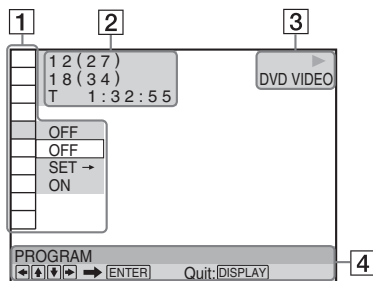 1 2 3
12(27)
18(34)
T 1:32:55
DVD VIDEO
OFF
OFF
SET →
ON
PROGRAM
4
ENTER Quit: DISPLAY